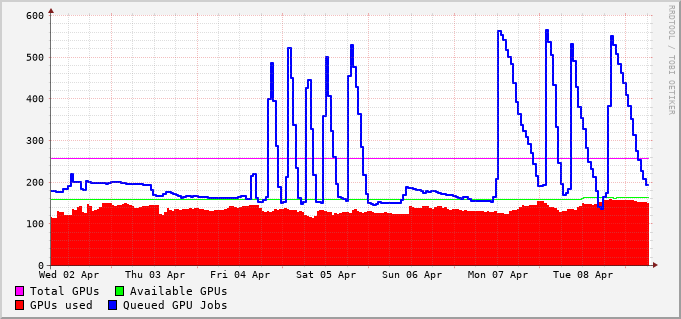 600
500
400
300
200
100
0
Wed 02 Apr Thu 03 Apr Fri 04 Apr Sat 05 Apr Sun 06 Apr Mon 07 Apr Tue 08 Apr
Total GPUs Available GPUs
GPUs used Queued GPU Jobs
RRDTOOL / TOBI OETIKER